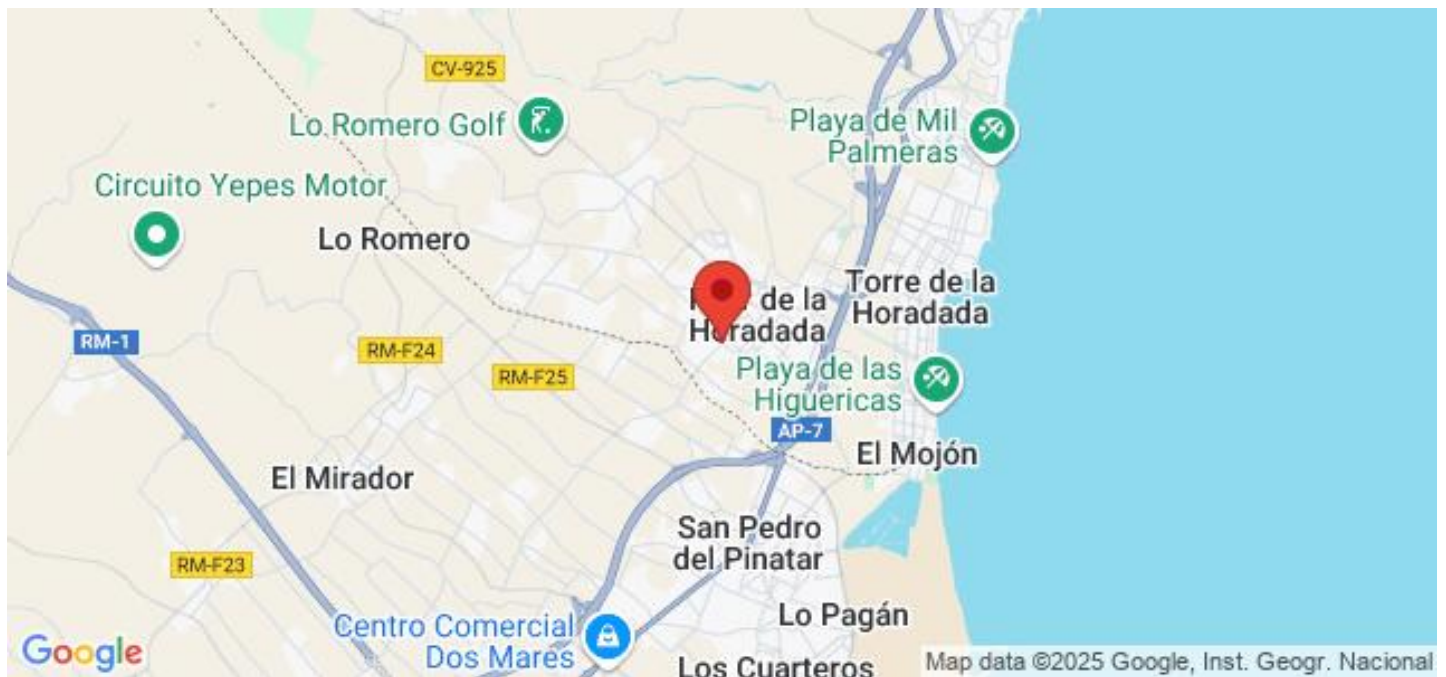 CV-925
Lo Romero Golf
Playa de Mil
Palmeras
Circuito Yepes Motor
Lo Romero
Torre de la
Horadada
de la
Horadada
RM-1
RM-F24
RM-F25
Playa de las
Higuericas
AP-7
El Mojón
El Mirador
San Pedro
del Pinatar
RM-F23
Lo Pagán
Centro Comercial
Dos Mares
Los Cuarteros
Google
Map data ©2025 Google, Inst. Geogr. Nacional